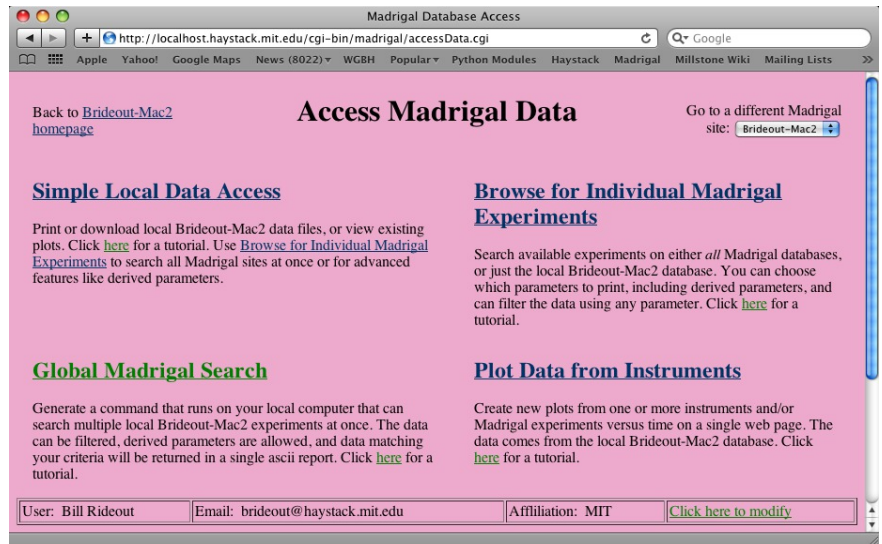 Madrigal Database Access
http://localhost.haystack.mit.edu/cgi-bin/madrigal/accessData.cgi
Google
Apple Yahoo! Google Maps News (8022) WGBH Popular Python Modules Haystack Madrigal Millstone Wiki Mailing Lists
Back to Brideout-Mac2
homepage
Access Madrigal Data
Go to a different Madrigal
site: Brideout-Mac2
Simple Local Data Access
Print or download local Brideout-Mac2 data files, or view existing
plots. Click here for a tutorial. Use Browse for Individual Madrigal
Experiments to search all Madrigal sites at once or for advanced
features like derived parameters.
Browse for Individual Madrigal
Experiments
Search available experiments on either all Madrigal databases,
or just the local Brideout-Mac2 database. You can choose
which parameters to print, including derived parameters, and
can filter the data using any parameter. Click here for a
tutorial.
Global Madrigal Search
Generate a command that runs on your local computer that can
search multiple local Brideout-Mac2 experiments at once. The data
can be filtered, derived parameters are allowed, and data matching
your criteria will be returned in a single ascii report. Click here for a
tutorial.
Plot Data from Instruments
Create new plots from one or more instruments and/or
Madrigal experiments versus time on a single web page. The
data comes from the local Brideout-Mac2 database. Click
here for a tutorial.
User: Bill Rideout Email: brideout@haystack.mit.edu Affliliation: MIT Click here to modify